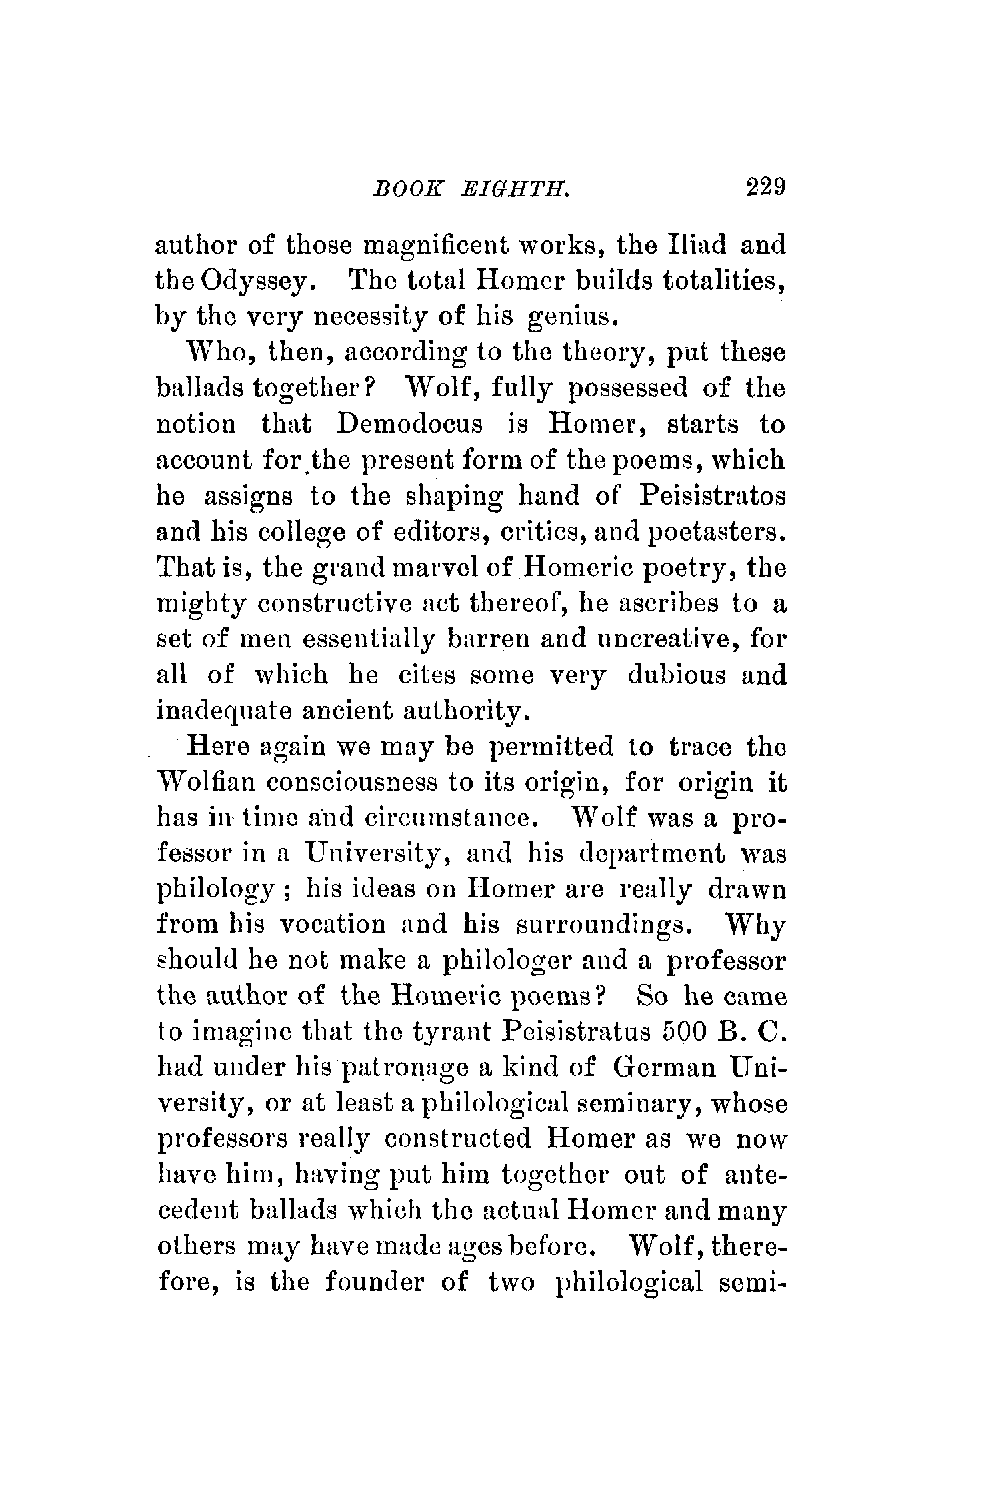 BOOK EIGHTH. 229
author of those magnificent works, the Iliad and
the Odyssey. The total Homer builds totalities,
by the very necessity of his genius.
Who, then, according to the theory, put these
ballads together? Wolf, fully possessed of the
notion that Demodocus is Homer, starts to
account for the present form of the poems, which
he assigns to the shaping hand of Peisistratos
and his college of editors, critics, and poetasters.
That is, the grand marvel of Homeric poetry, the
mighty constructive act thereof, he ascribes to a
set of men essentially barren and uncreative, for
all of which he cites some very dubious and
inadequate ancient authority.
Here again we may be permitted to trace the
Wolfian consciousness to its origin, for origin it
has in time and circumstance. Wolf was a pro-
fessor in a University, and his department was
philology; his ideas on Homer are really drawn
from his vocation and his surroundings. Why
should he not make a philologer and a professor
the author of the Homeric poems? So he came
to imagine that the tyrant Peisistratus 500 B. C.
had under his patronage a kind of German Uni-
versity, or at least a philological seminary, whose
professors really constructed Homer as we now
have him, having put him together out of ante-
cedent ballads which the actual Homer and many
others may have made ages before. Wolf, there-
fore, is the founder of two philological semi-